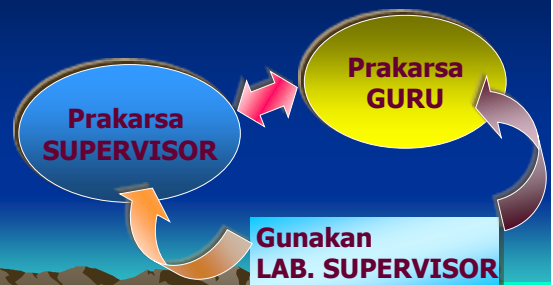 Prakarsa
GURU
Prakarsa
SUPERVISOR
Gunakan
LAB. SUPERVISOR